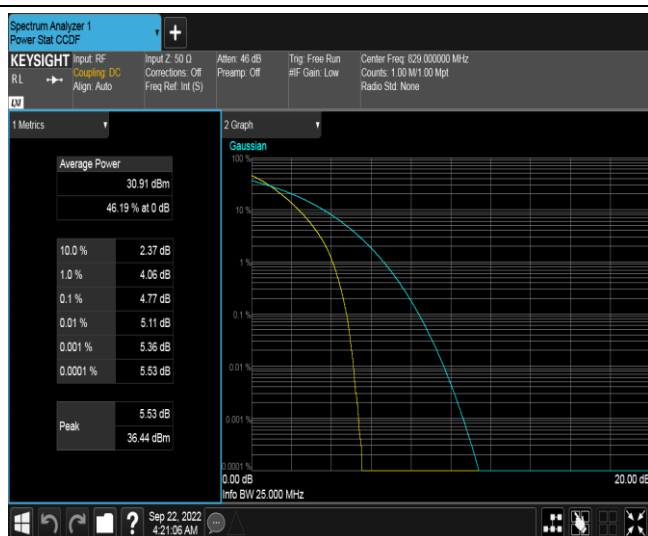 Spectrum Analyzer 1
Power Stat CCDF
+
KEYSIGHT
RL
LXI
Input: RF
Coupling: DC
Align: Auto
Input Z: 50 Ω
Corrections: Off
Freq Ref: Int (S)
Atten: 46 dB
Preamp: Off
Trig: Free Run
#IF Gain: Low
Center Freq: 829.000000 MHz
Counts: 1.00 M/1.00 Mpt
Radio Std: None
1 Metrics
Average Power
30.91 dBm
46.19 % at 0 dB
10.0 % 2.37 dB
1.0 % 4.06 dB
0.1 % 4.77 dB
0.01 % 5.11 dB
0.001 % 5.36 dB
0.0001 % 5.53 dB
Peak
5.53 dB
36.44 dBm
2 Graph
Gaussian
100 %
10 %
1 %
0.1 %
0.01 %
0.001 %
0.0001 %
0.00 dB 20.00 dB
Info BW 25.000 MHz
?
Sep 22, 2022
4:21:06 AM